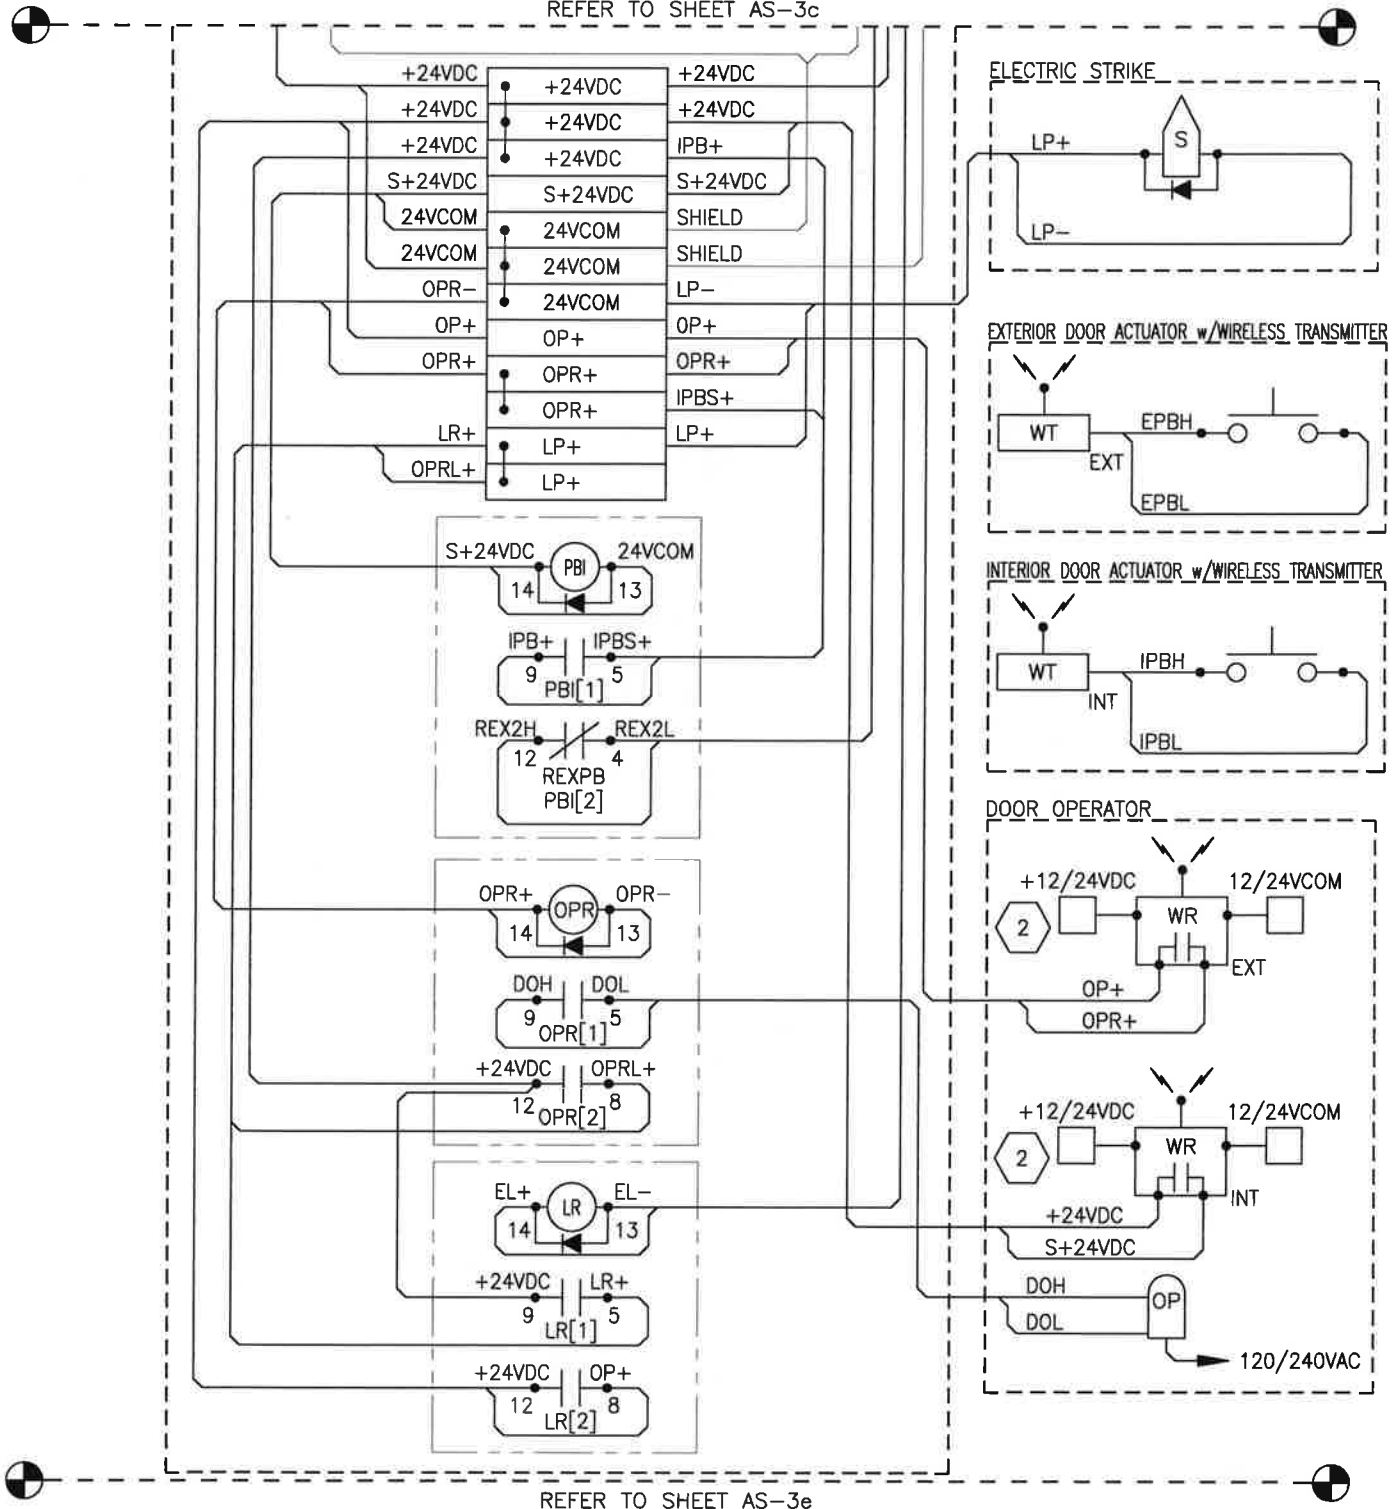 REFER TO SHEET AS-3c
+24VDC +24VDC +24VDC
+24VDC +24VDC +24VDC
+24VDC +24VDC IPB+
S+24VDC S+24VDC S+24VDC
24VCOM 24VCOM SHIELD
24VCOM 24VCOM SHIELD
OPR- 24VCOM LP-
OP+ OP+ OP+
OPR+ OPR+ OPR+
OPR+ IPBS+
LR+ LP+ LP+
OPRL+ LP+
S+24VDC PBI 24VCOM
14 13
IPB+ IPBS+
9 5
PBI[1]
REX2H REX2L
12 4
REXPB
PBI[2]
OPR+ OPR OPR-
14 13
DOH DOL
9 5
OPR[1]
+24VDC OPRL+
12 8
OPR[2]
EL+ LR EL-
14 13
+24VDC LR+
9 5
LR[1]
+24VDC OP+
12 8
LR[2]
ELECTRIC STRIKE
LP+ S
LP-
EXTERIOR DOOR ACTUATOR w/WIRELESS TRANSMITTER
WT EPBH
EXT
EPBL
INTERIOR DOOR ACTUATOR w/WIRELESS TRANSMITTER
WT IPBH
INT
IPBL
DOOR OPERATOR
+12/24VDC 12/24VCOM
2 WR
EXT
OP+
OPR+
+12/24VDC 12/24VCOM
2 WR
INT
+24VDC
S+24VDC
DOH OP
DOL
120/240VAC
REFER TO SHEET AS-3e